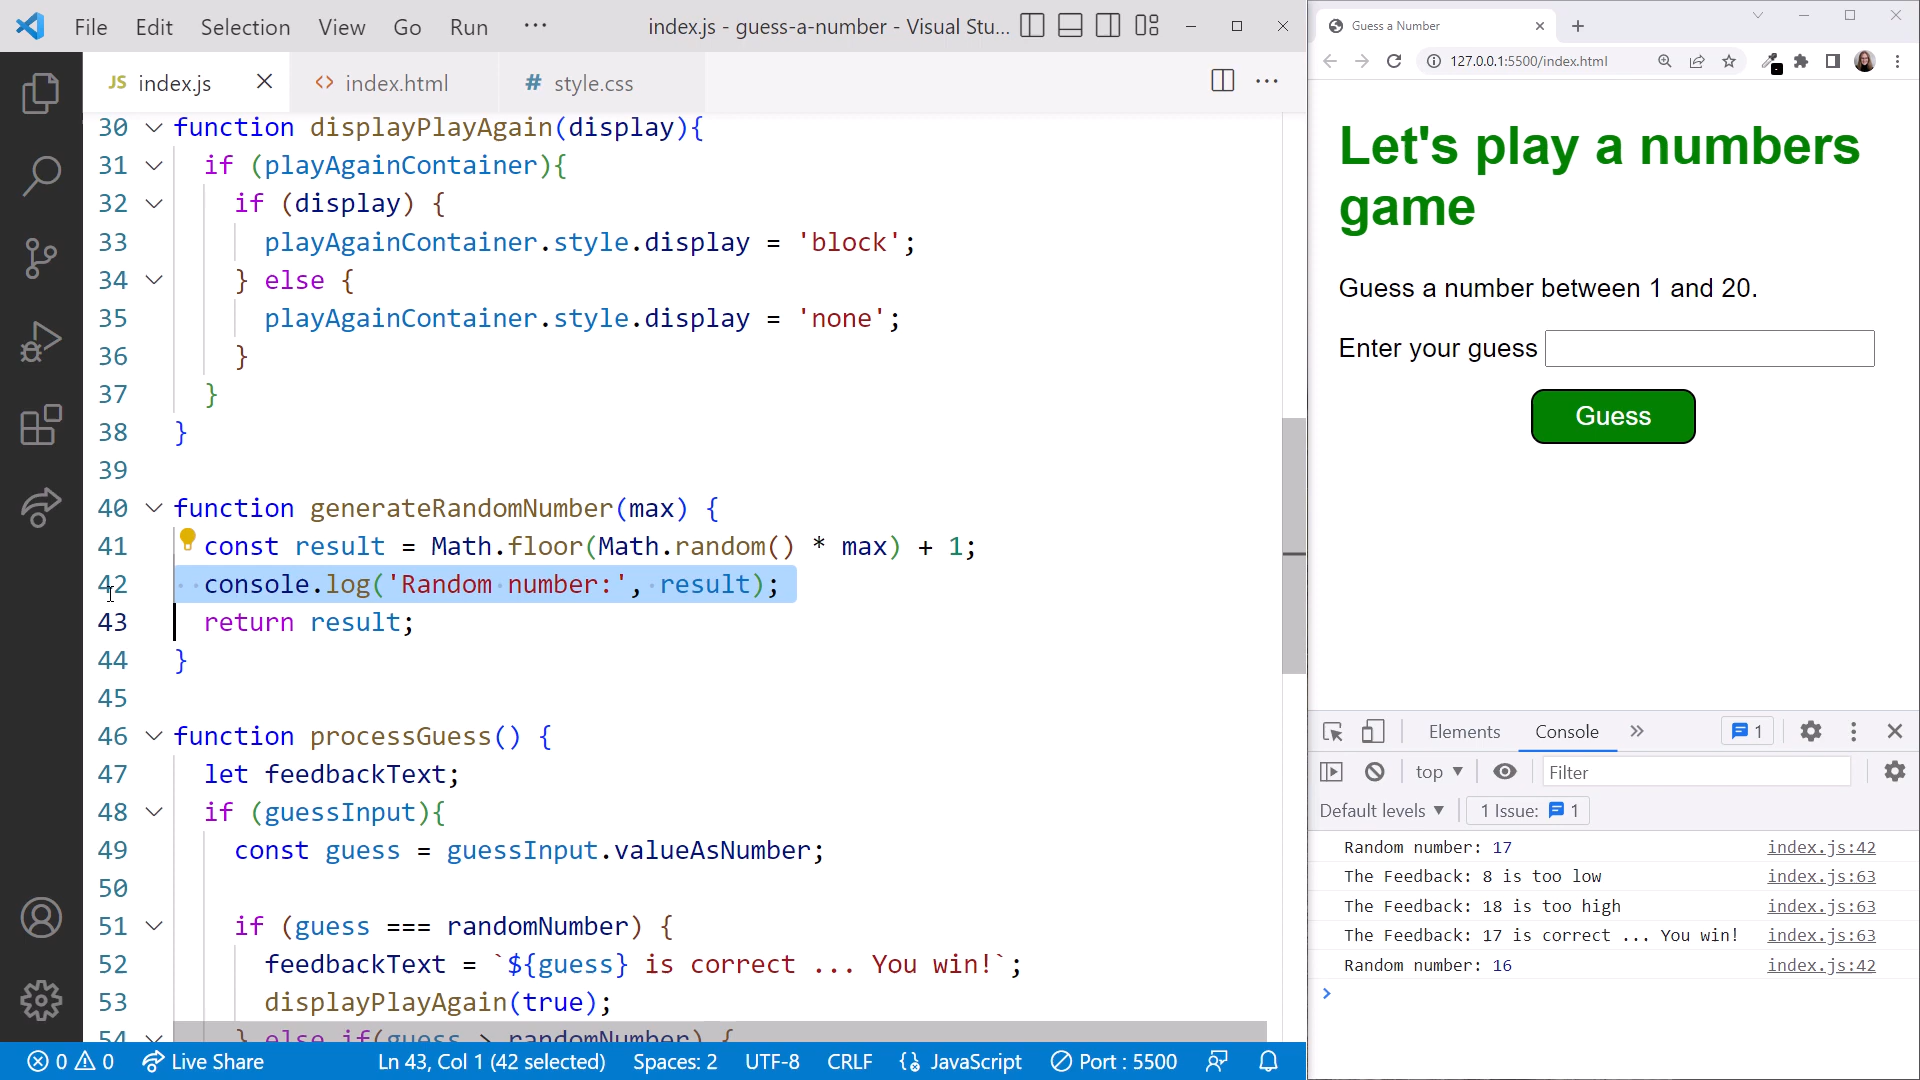 File Edit Selection View Go Run ··· index.js - guess-a-number - Visual Stu...
JS index.js <> index.html # style.css ···
30 function displayPlayAgain(display){
31 if (playAgainContainer){
32 if (display) {
33 playAgainContainer.style.display = 'block';
34 } else {
35 playAgainContainer.style.display = 'none';
36 }
37 }
38 }
39
40 function generateRandomNumber(max) {
41 const result = Math.floor(Math.random() * max) + 1;
42 console.log('Random number:', result);
43 return result;
44 }
45
46 function processGuess() {
47 let feedbackText;
48 if (guessInput){
49 const guess = guessInput.valueAsNumber;
50
51 if (guess === randomNumber) {
52 feedbackText = `${guess} is correct ... You win!`;
53 displayPlayAgain(true);
54 } else if(guess > randomNumber) {
0 0 Live Share Ln 43, Col 1 (42 selected) Spaces: 2 UTF-8 CRLF {} JavaScript Port : 5500
Guess a Number
127.0.0.1:5500/index.html
Let's play a numbers
game
Guess a number between 1 and 20.
Enter your guess
Guess
Elements Console » 1
top Filter
Default levels 1 Issue: 1
Random number: 17 index.js:42
The Feedback: 8 is too low index.js:63
The Feedback: 18 is too high index.js:63
The Feedback: 17 is correct ... You win! index.js:63
Random number: 16 index.js:42